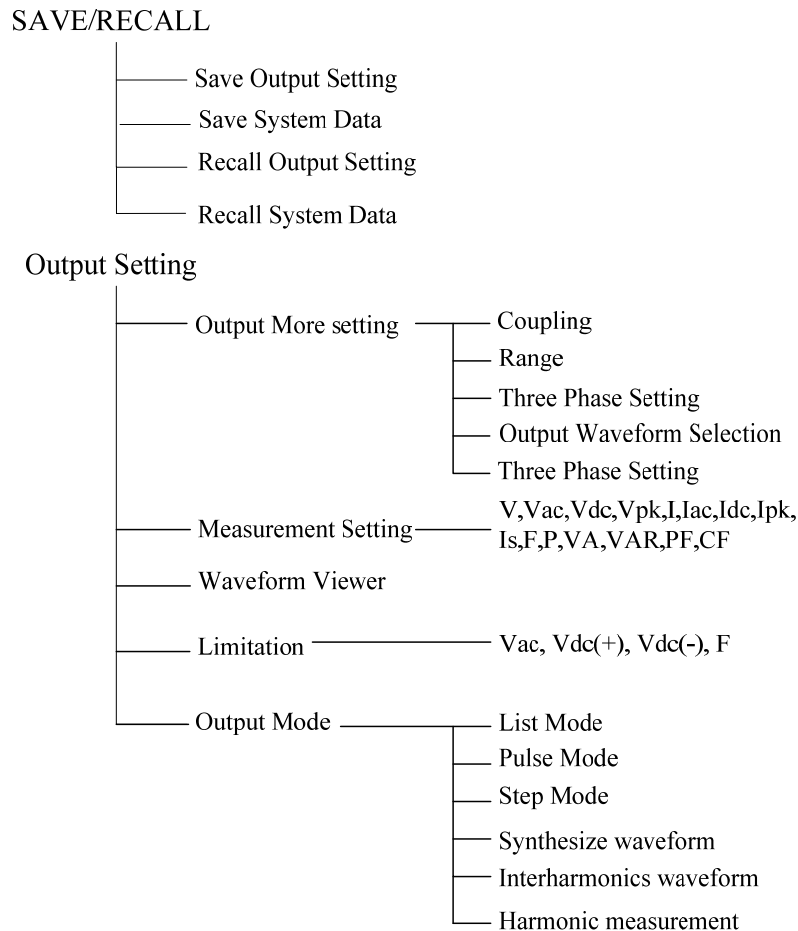 SAVE/RECALL
Save Output Setting
Save System Data
Recall Output Setting
Recall System Data
Output Setting
Output More setting
Coupling
Range
Three Phase Setting
Output Waveform Selection
Three Phase Setting
Measurement Setting
V,Vac,Vdc,Vpk,I,Iac,Idc,Ipk,
Is,F,P,VA,VAR,PF,CF
Waveform Viewer
Limitation
Vac, Vdc(+), Vdc(-), F
Output Mode
List Mode
Pulse Mode
Step Mode
Synthesize waveform
Interharmonics waveform
Harmonic measurement